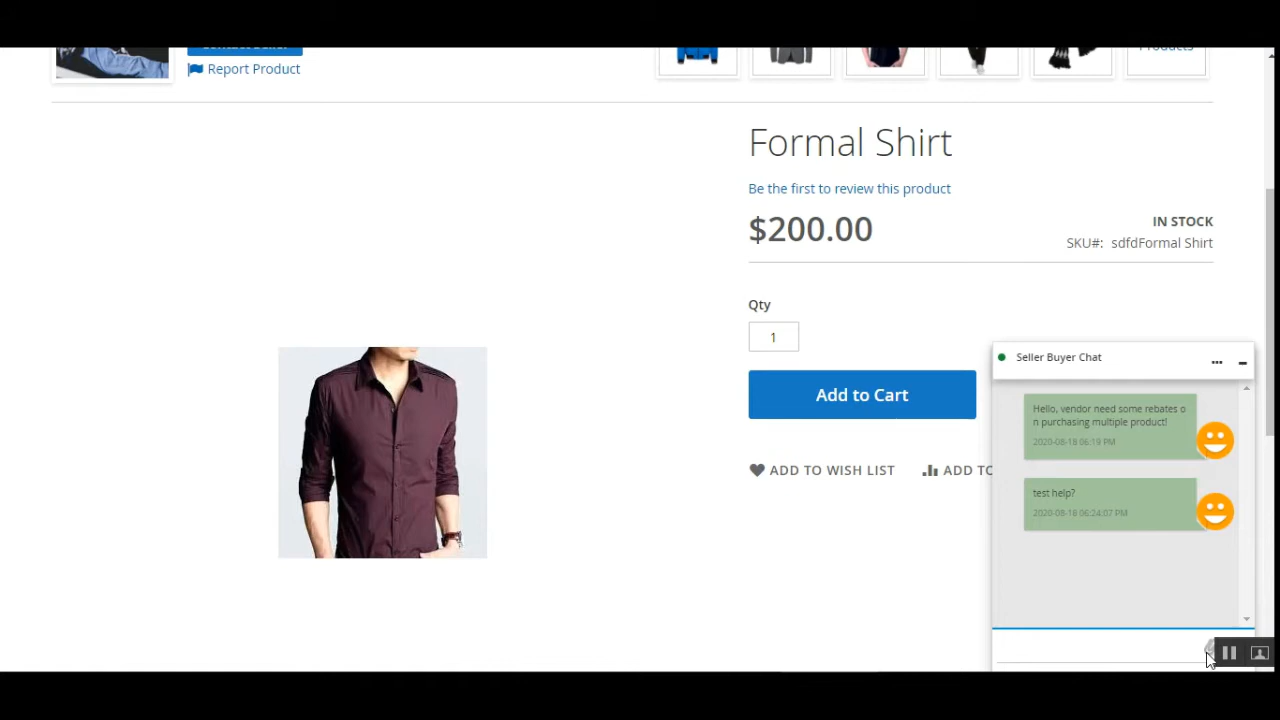 Report Product
Formal Shirt
Be the first to review this product
$200.00
IN STOCK
SKU#: sdfdFormal Shirt
Qty
1
Add to Cart
ADD TO WISH LIST
ADD TO
Seller Buyer Chat
Hello, vendor need some rebates o
n purchasing multiple product!
2020-08-18 06:19 PM
test help?
2020-08-18 06:24:07 PM